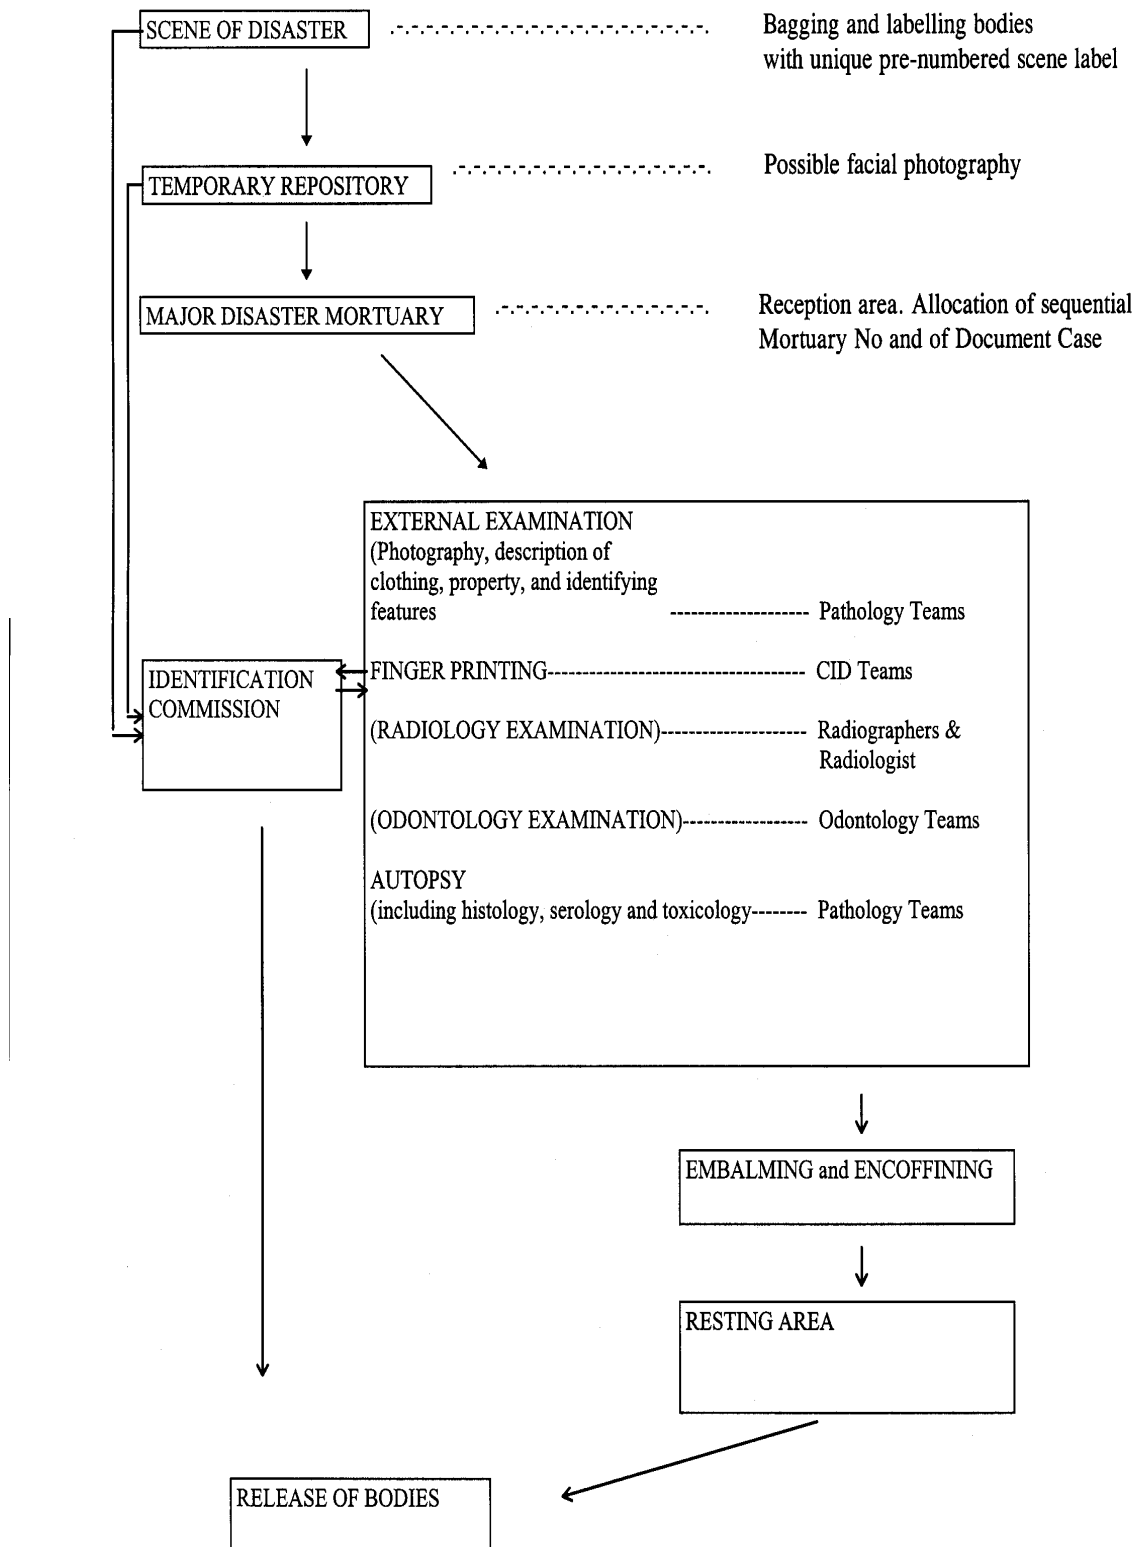 SCENE OF DISASTER
Bagging and labelling bodies
with unique pre-numbered scene label
TEMPORARY REPOSITORY
Possible facial photography
MAJOR DISASTER MORTUARY
Reception area. Allocation of sequential
Mortuary No and of Document Case
EXTERNAL EXAMINATION
(Photography, description of
clothing, property, and identifying
features -------------------- Pathology Teams
IDENTIFICATION
COMMISSION
FINGER PRINTING--------------------------------- CID Teams
(RADIOLOGY EXAMINATION)--------------------- Radiographers &
Radiologist
(ODONTOLOGY EXAMINATION)------------------ Odontology Teams
AUTOPSY
(including histology, serology and toxicology-------- Pathology Teams
EMBALMING and ENCOFFINING
RESTING AREA
RELEASE OF BODIES